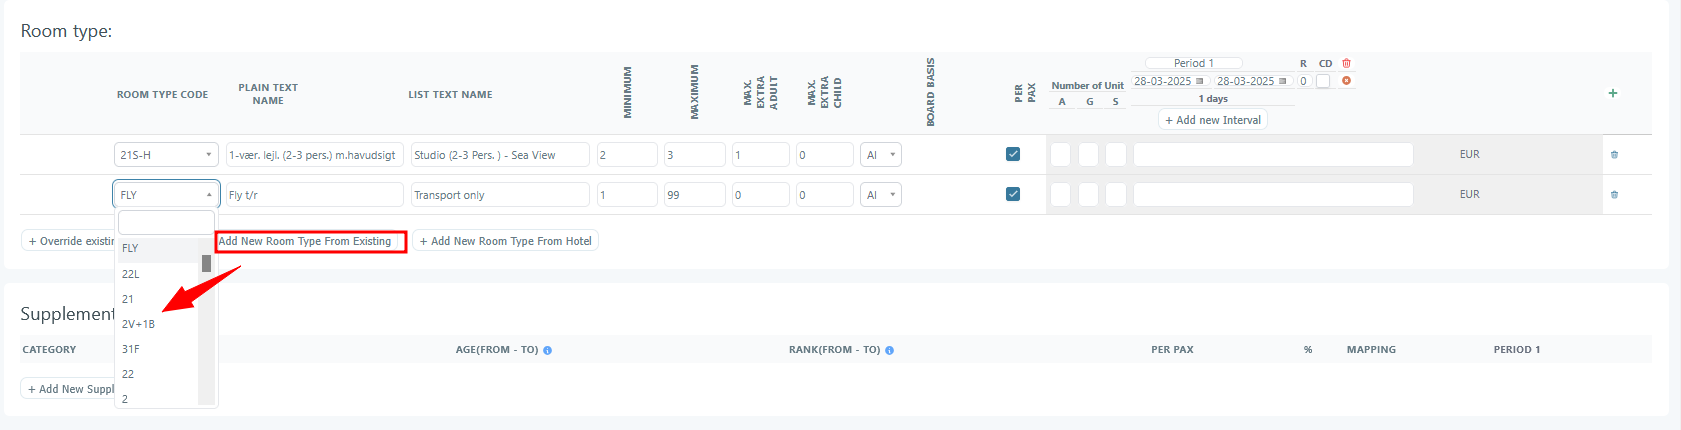 Room type:
ROOM TYPE CODE
PLAIN TEXT
NAME
LIST TEXT NAME
MINIMUM
MAXIMUM
MAX.
EXTRA
ADULT
MAX.
EXTRA
CHILD
BOARD BASIS
PER
PAX
Number of Unit
A G S
Period 1 R CD
28-03-2025 28-03-2025 0
1 days
+ Add new Interval
+
21S-H 1-vær. lejl. (2-3 pers.) m.havudsigt Studio (2-3 Pers. ) - Sea View 2 3 1 0 AI EUR
FLY Fly t/r Transport only 1 99 0 0 AI EUR
+ Override existin Add New Room Type From Existing + Add New Room Type From Hotel
FLY
22L
21
2V+1B
31F
22
2
Supplement
CATEGORY AGE(FROM - TO) RANK(FROM - TO) PER PAX % MAPPING PERIOD 1
+ Add New Suppl